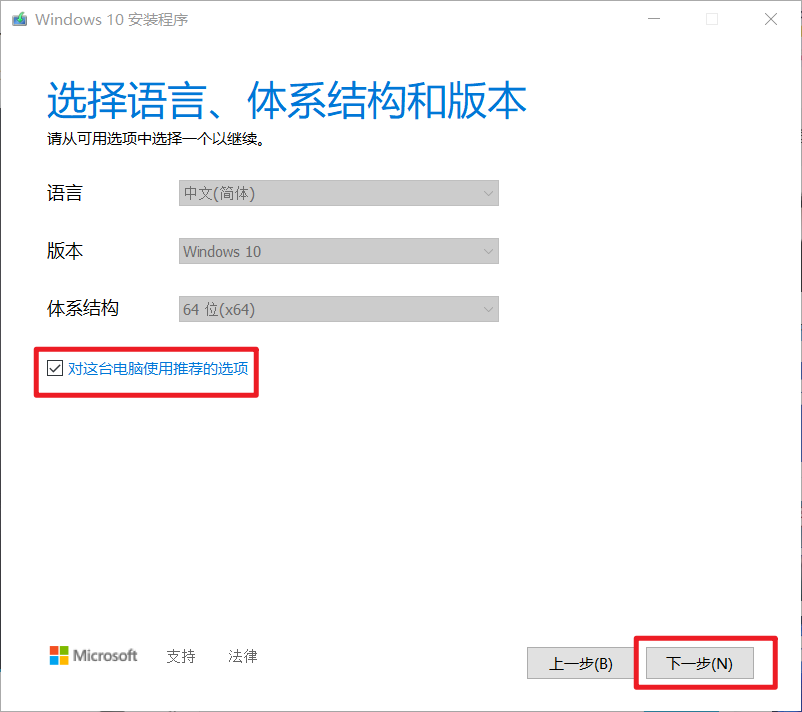 Windows 10 安装程序
选择语言、体系结构和版本
请从可用选项中选择一个以继续。
语言
中文(简体)
版本
Windows 10
体系结构
64 位(x64)
对这台电脑使用推荐的选项
Microsoft
支持
法律
上一步(B)
下一步(N)